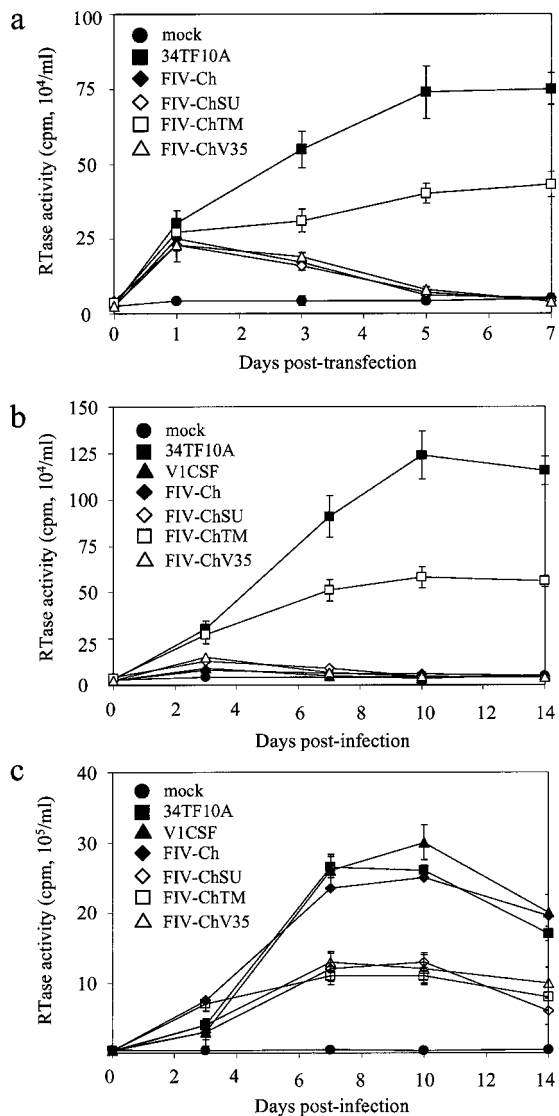 a
RTase activity (cpm, 10⁴/ml)
100
75
50
25
0
mock
34TF10A
FIV-Ch
FIV-ChSU
FIV-ChTM
FIV-ChV35
0 1 3 5 7
Days post-transfection
b
RTase activity (cpm, 10⁴/ml)
150
125
100
75
50
25
0
mock
34TF10A
V1CSF
FIV-Ch
FIV-ChSU
FIV-ChTM
FIV-ChV35
0 2 4 6 8 10 12 14
Days post-infection
c
RTase activity (cpm, 10⁵/ml)
40
30
20
10
mock
34TF10A
V1CSF
FIV-Ch
FIV-ChSU
FIV-ChTM
FIV-ChV35
0 2 4 6 8 10 12 14
Days post-infection